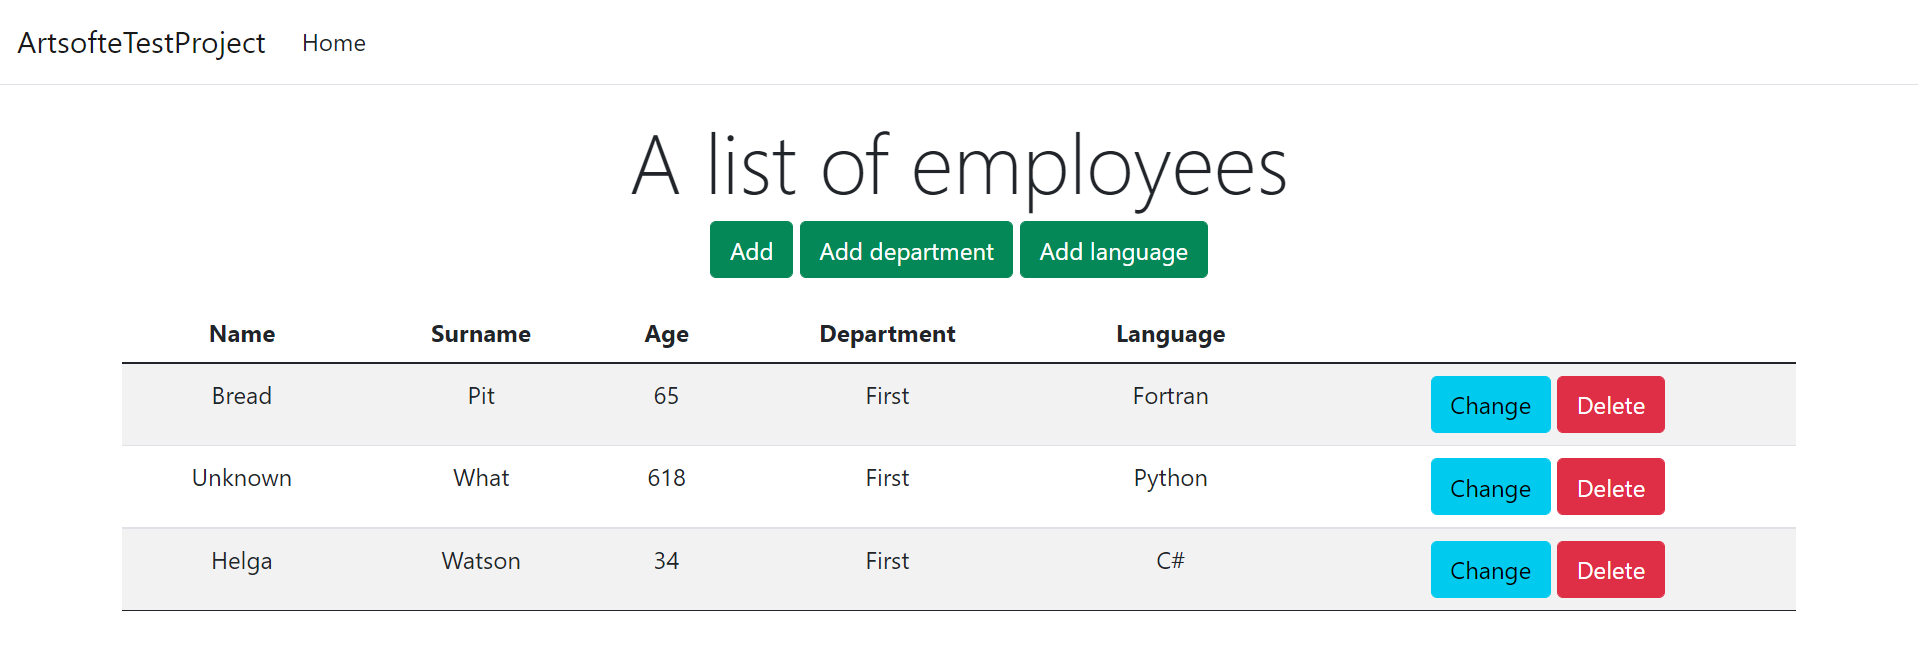 ArtsofteTestProject Home
A list of employees
Add Add department Add language
Name Surname Age Department Language
Bread Pit 65 First Fortran Change Delete
Unknown What 618 First Python Change Delete
Helga Watson 34 First C# Change Delete